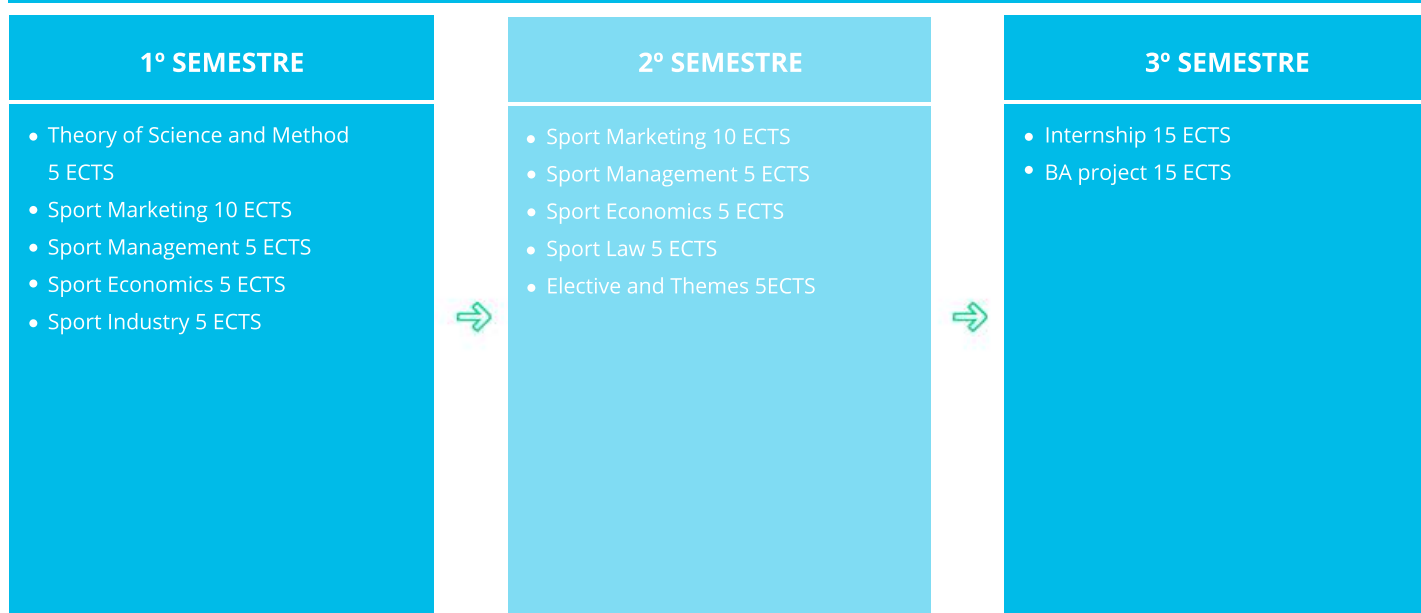 1º SEMESTRE
Theory of Science and Method
5 ECTS
Sport Marketing 10 ECTS
Sport Management 5 ECTS
Sport Economics 5 ECTS
Sport Industry 5 ECTS
2º SEMESTRE
Sport Marketing 10 ECTS
Sport Management 5 ECTS
Sport Economics 5 ECTS
Sport Law 5 ECTS
Elective and Themes 5ECTS
3º SEMESTRE
Internship 15 ECTS
BA project 15 ECTS